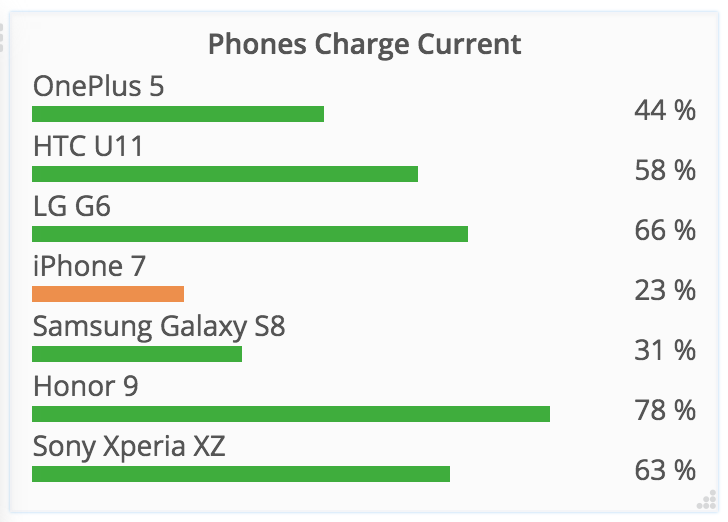 Phones Charge Current
OnePlus 5
44 %
HTC U11
58 %
LG G6
66 %
iPhone 7
23 %
Samsung Galaxy S8
31 %
Honor 9
78 %
Sony Xperia XZ
63 %